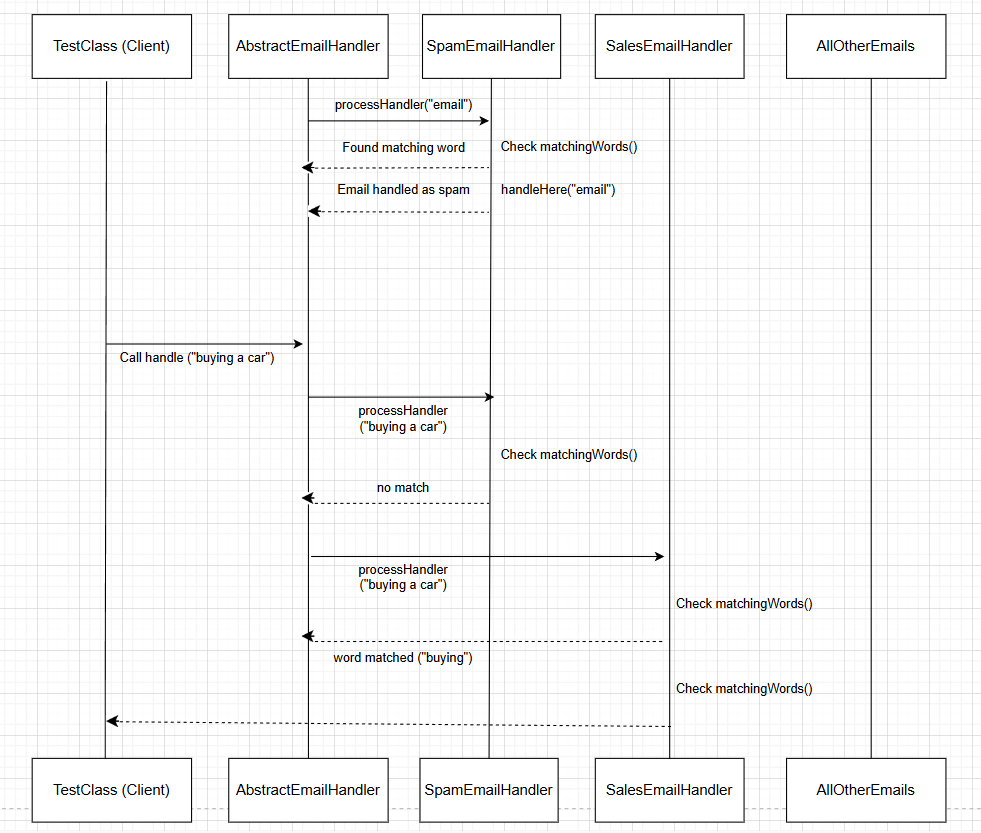 TestClass (Client)
AbstractEmailHandler
SpamEmailHandler
SalesEmailHandler
AllOtherEmails
processHandler("email")
Found matching word
Check matchingWords()
Email handled as spam
handleHere("email")
Call handle ("buying a car")
processHandler
("buying a car")
Check matchingWords()
no match
processHandler
("buying a car")
Check matchingWords()
word matched ("buying")
Check matchingWords()
TestClass (Client)
AbstractEmailHandler
SpamEmailHandler
SalesEmailHandler
AllOtherEmails